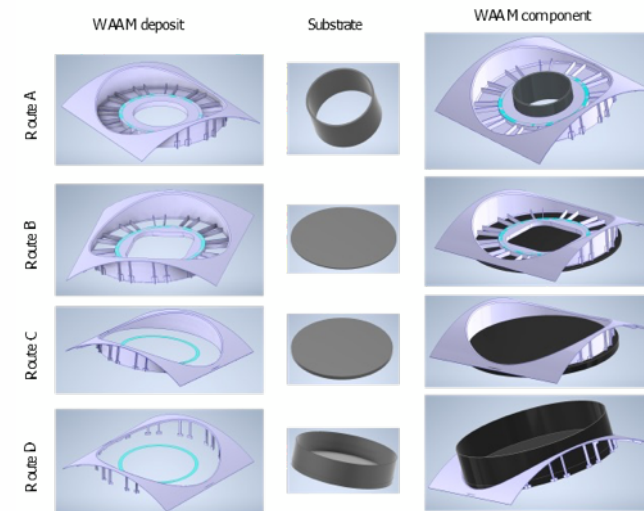 WAAM deposit Substrate WAAM component
Route A
Route B
Route C
Route D